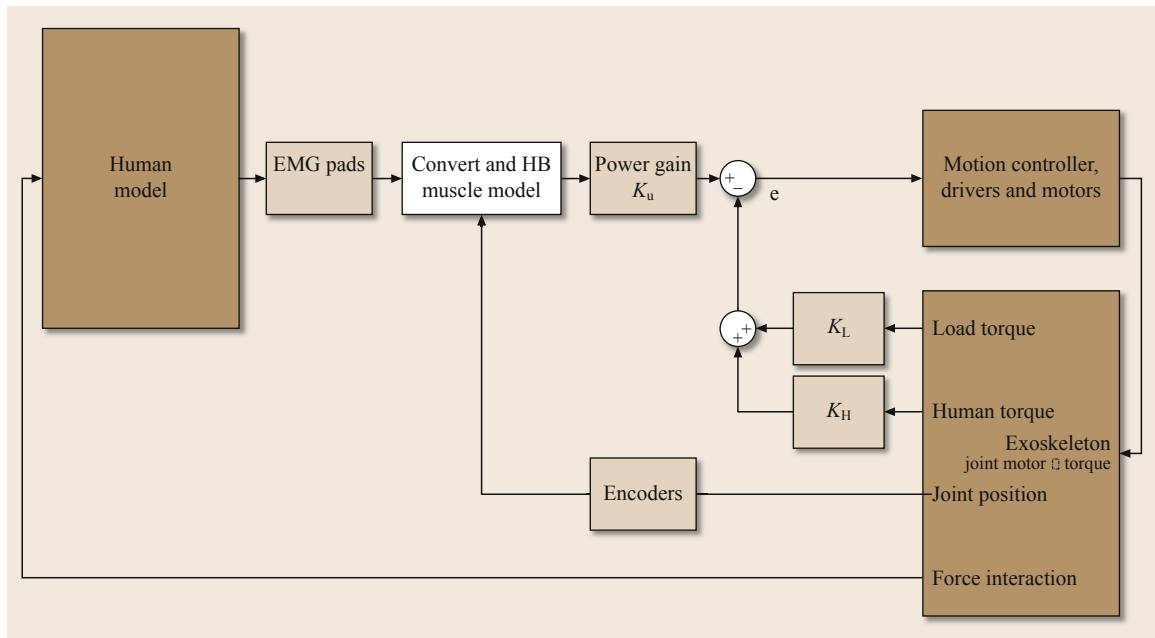 Human
model
EMG pads
Convert and HB
muscle model
Power gain
Ku
+
−
e
Motion controller,
drivers and motors
KL
+
+
Load torque
KH
Human torque
Exoskeleton
joint motor torque
Encoders
Joint position
Force interaction